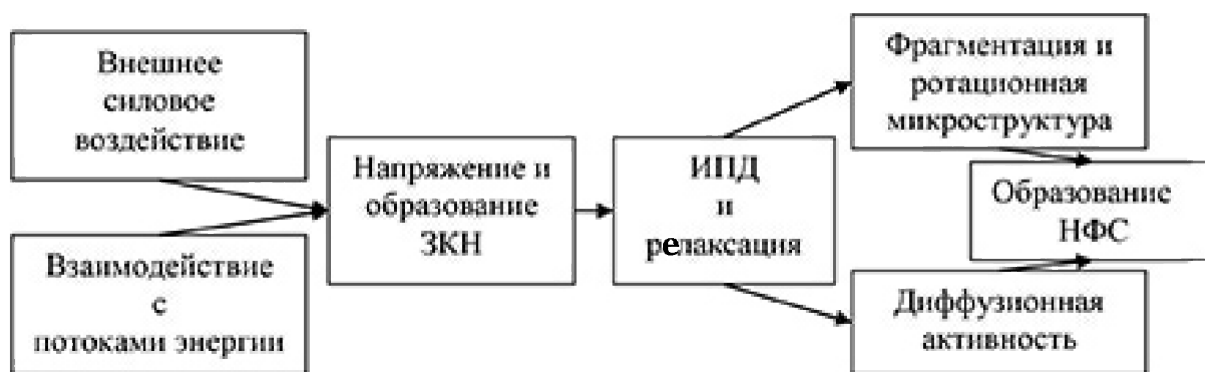 Внешнее
силовое
воздействие
Взаимодействие
с
потоками энергии
Напряжение и
образование
ЗКН
ИПД
и
релаксация
Фрагментация и
ротационная
микроструктура
Образование
НФС
Диффузионная
активность